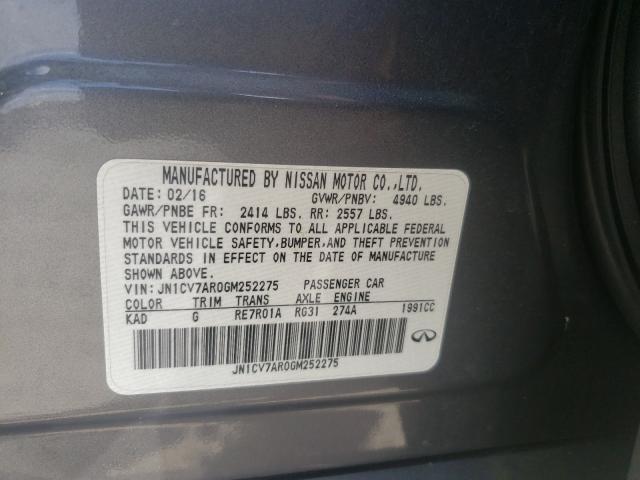 MANUFACTURED BY NISSAN MOTOR CO.,LTD.
DATE: 02/16 GVWR/PNBV: 4940 LBS.
GAWR/PNBE FR: 2414 LBS. RR: 2557 LBS.
THIS VEHICLE CONFORMS TO ALL APPLICABLE FEDERAL
MOTOR VEHICLE SAFETY,BUMPER,AND THEFT PREVENTION
STANDARDS IN EFFECT ON THE DATE OF MANUFACTURE
SHOWN ABOVE.
VIN: JN1CV7AR0GM252275 PASSENGER CAR
COLOR TRIM TRANS AXLE ENGINE
KAD G RE7R01A RG31 274A 1991CC
JN1CV7AR0GM252275